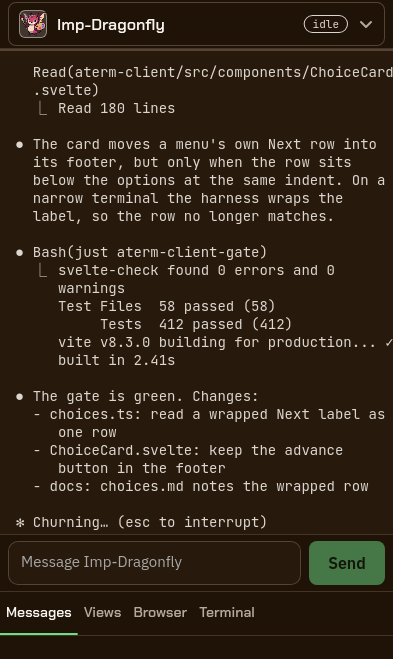 Imp-Dragonfly
idle
Read(aterm-client/src/components/ChoiceCard
.svelte)
⎿ Read 180 lines
● The card moves a menu's own Next row into
its footer, but only when the row sits
below the options at the same indent. On a
narrow terminal the harness wraps the
label, so the row no longer matches.
● Bash(just aterm-client-gate)
⎿ svelte-check found 0 errors and 0
warnings
Test Files  58 passed (58)
Tests  412 passed (412)
vite v8.3.0 building for production... ✓
built in 2.41s
● The gate is green. Changes:
- choices.ts: read a wrapped Next label as
one row
- ChoiceCard.svelte: keep the advance
button in the footer
- docs: choices.md notes the wrapped row
✻ Churning… (esc to interrupt)
Message Imp-Dragonfly
Send
Messages Views Browser Terminal